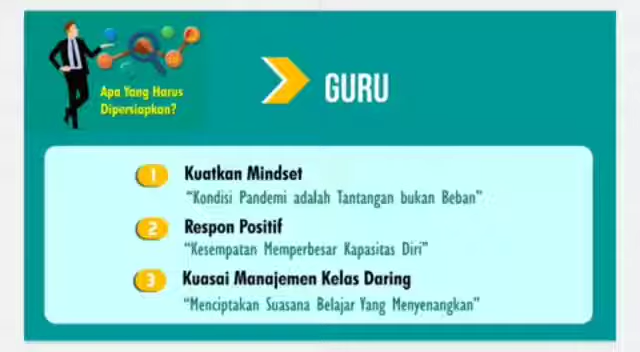 Apa Yang Harus
Dipersiapkan?
GURU
1 Kuatkan Mindset
"Kondisi Pandemi adalah Tantangan bukan Beban"
2 Respon Positif
"Kesempatan Memperbesar Kapasitas Diri"
3 Kuasai Manajemen Kelas Daring
"Menciptakan Suasana Belajar Yang Menyenangkan"